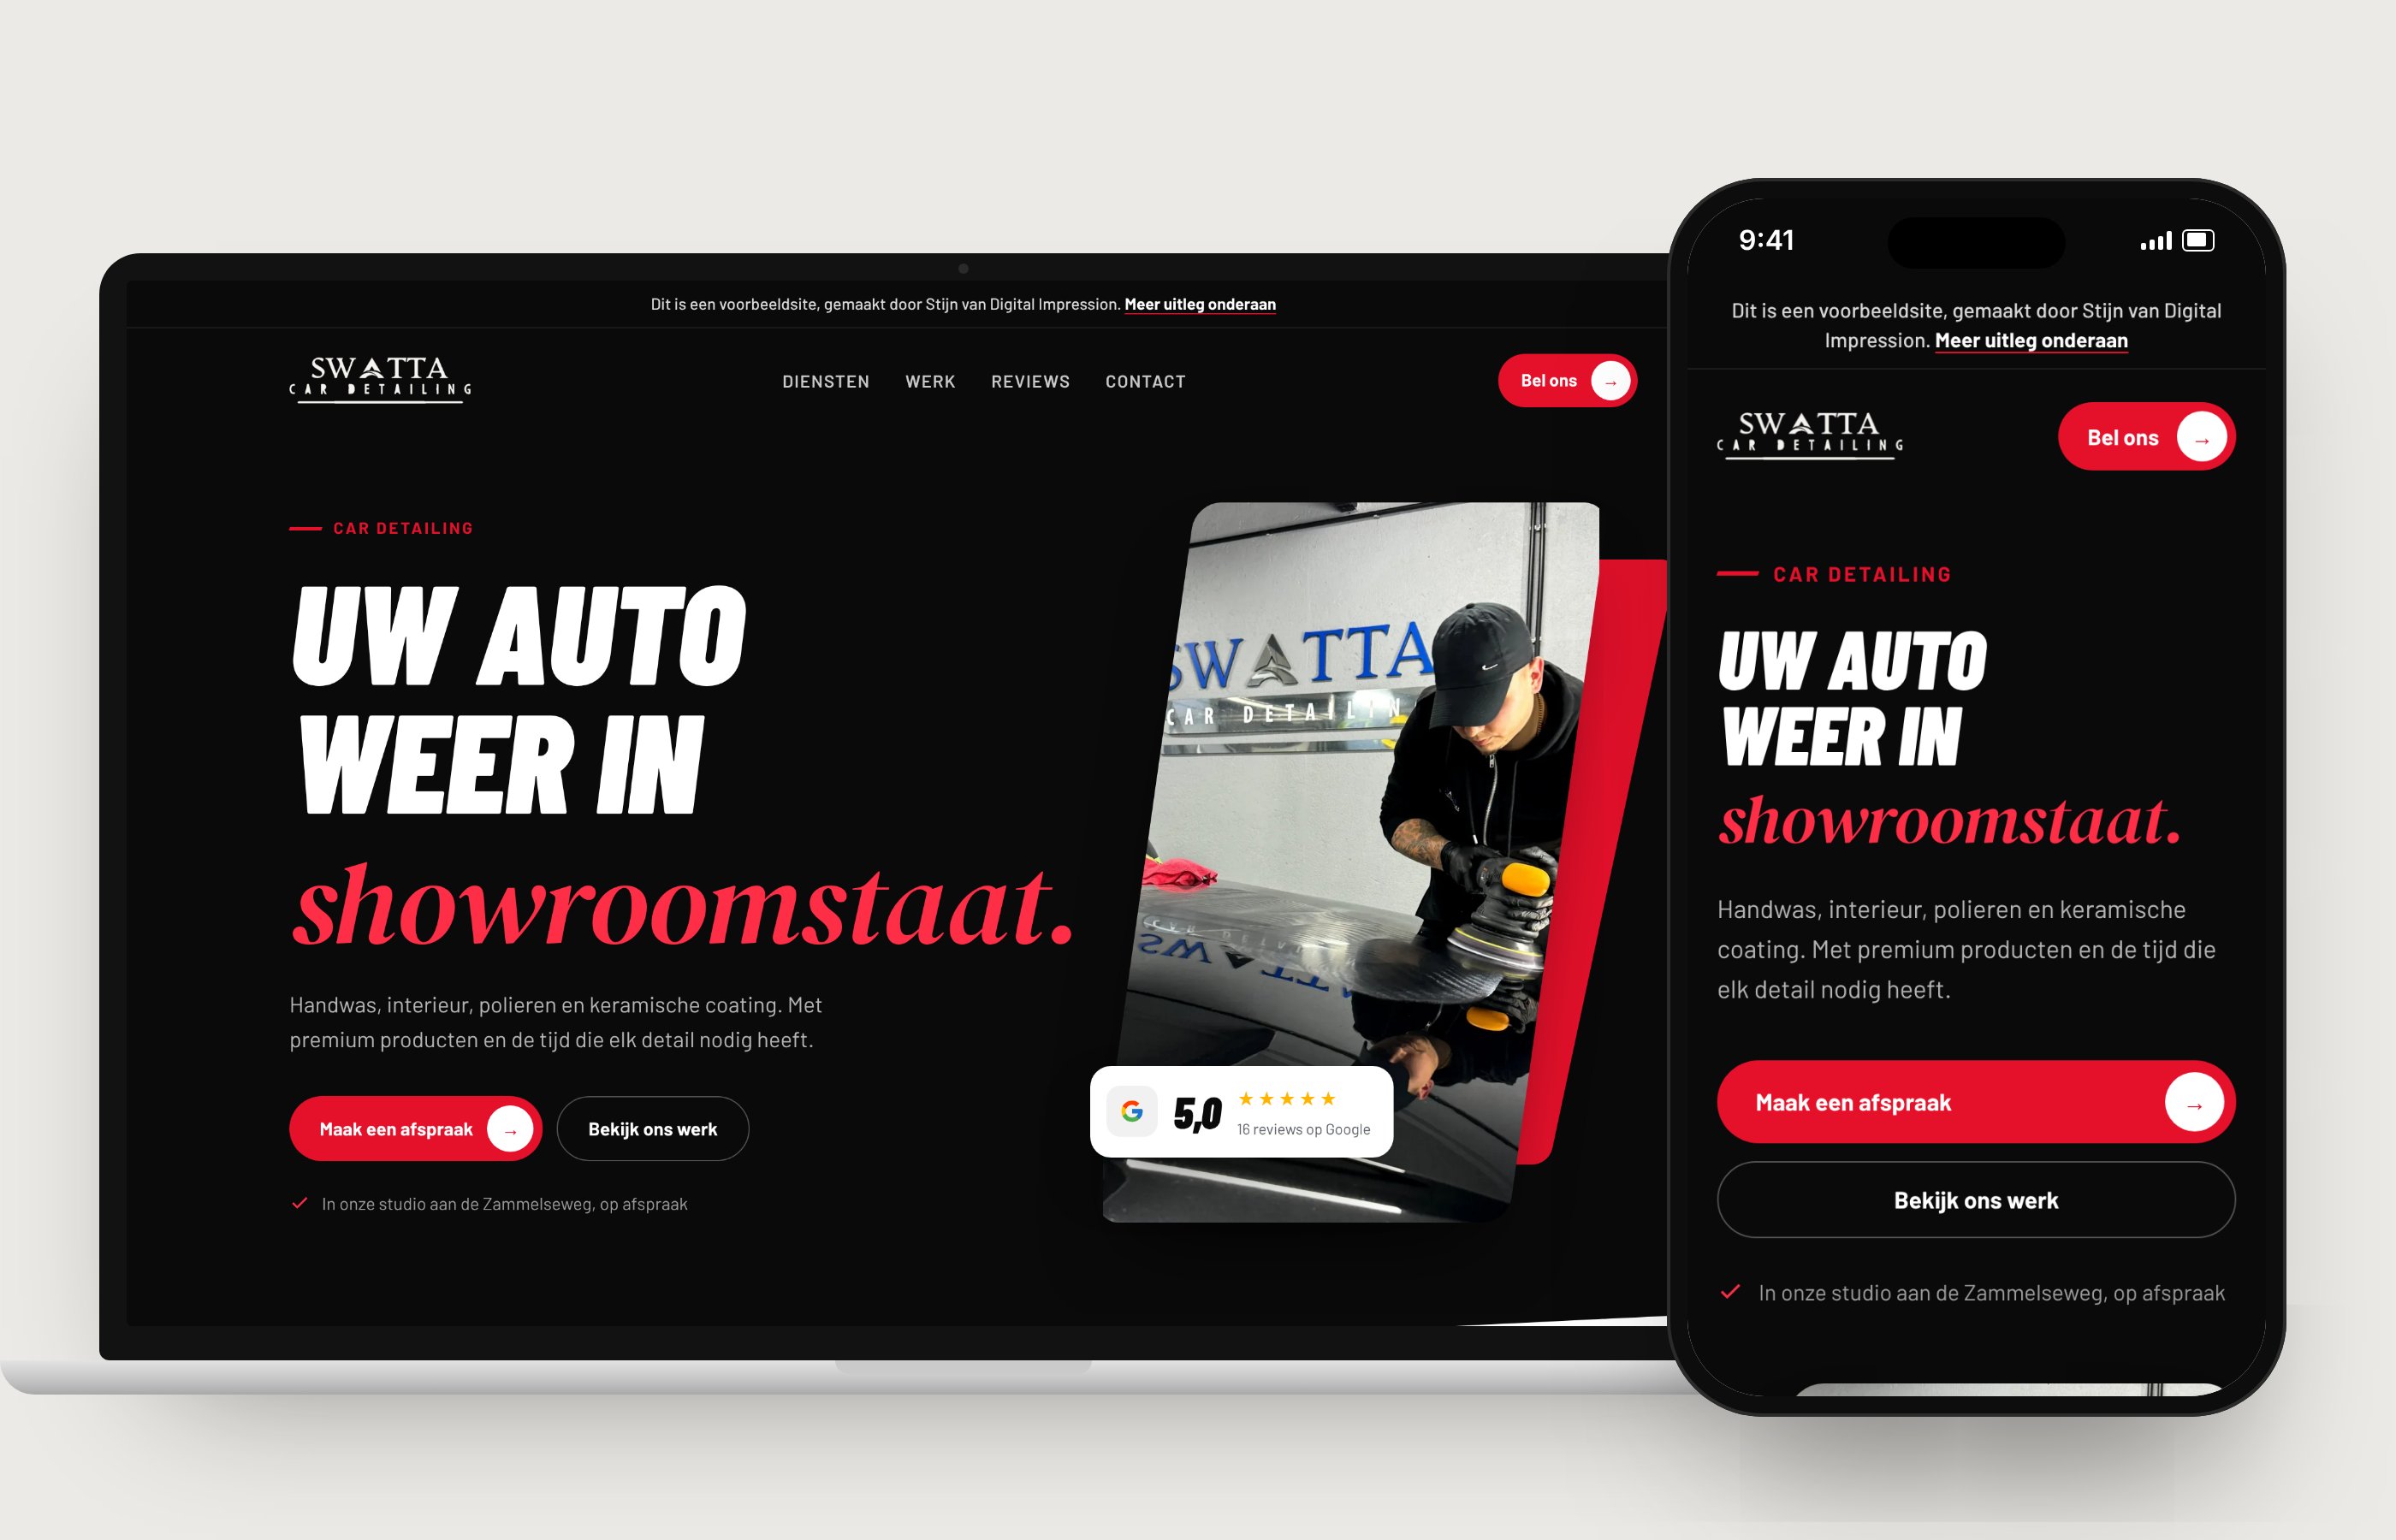 Dit is een voorbeeldsite, gemaakt door Stijn van Digital Impression. Meer uitleg onderaan
SWATTA
CAR DETAILING
DIENSTEN WERK REVIEWS CONTACT
Bel ons →
CAR DETAILING
UW AUTO
WEER IN
showroomstaat.
Handwas, interieur, polieren en keramische coating. Met
premium producten en de tijd die elk detail nodig heeft.
Maak een afspraak →
Bekijk ons werk
In onze studio aan de Zammelseweg, op afspraak
SWATTA
CAR DETAILIN
G 5,0 ★★★★★
16 reviews op Google
9:41
Dit is een voorbeeldsite, gemaakt door Stijn van Digital
Impression. Meer uitleg onderaan
SWATTA
CAR DETAILING
Bel ons →
CAR DETAILING
UW AUTO
WEER IN
showroomstaat.
Handwas, interieur, polieren en keramische
coating. Met premium producten en de tijd die
elk detail nodig heeft.
Maak een afspraak →
Bekijk ons werk
In onze studio aan de Zammelseweg, op afspraak